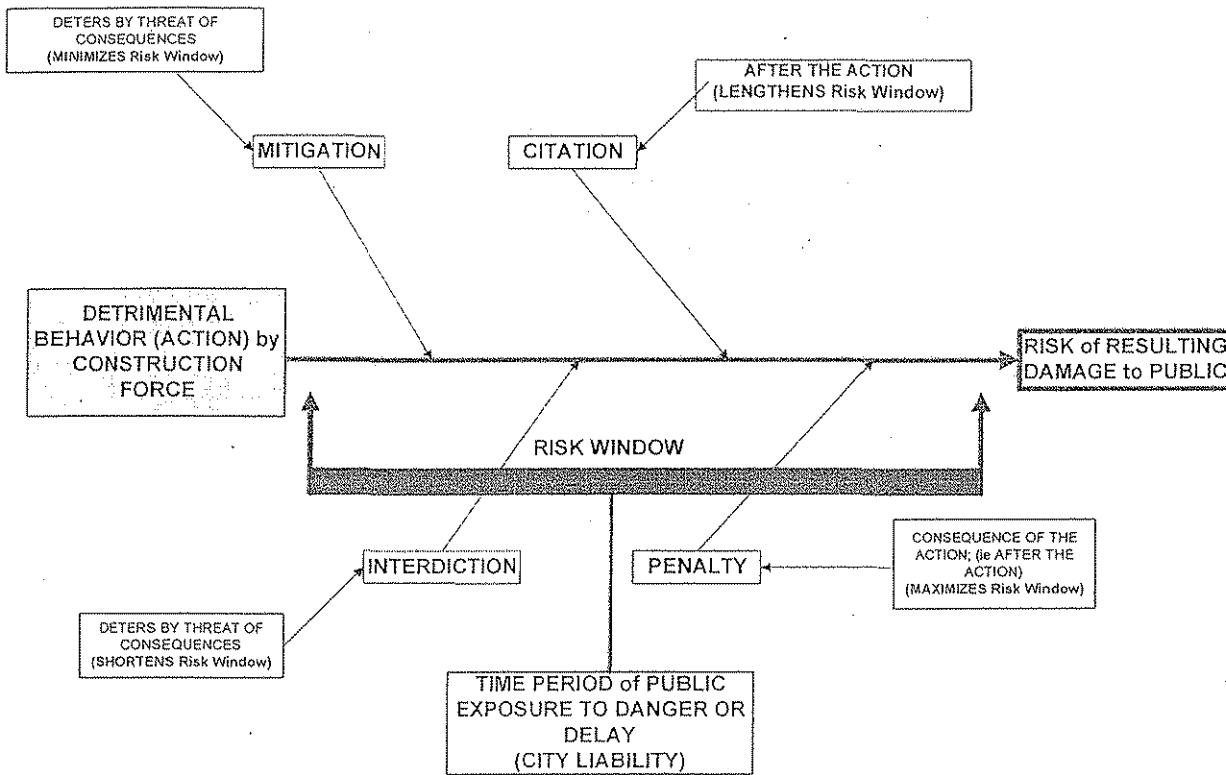 DETERS BY THREAT OF
CONSEQUENCES
(MINIMIZES Risk Window)
AFTER THE ACTION
(LENGTHENS Risk Window)
MITIGATION
CITATION
DETRIMENTAL
BEHAVIOR (ACTION) by
CONSTRUCTION
FORCE
RISK of RESULTING
DAMAGE to PUBLIC
RISK WINDOW
INTERDICTION
PENALTY
CONSEQUENCE OF THE
ACTION; (ie AFTER THE
ACTION)
(MAXIMIZES Risk Window)
DETERS BY THREAT OF
CONSEQUENCES
(SHORTENS Risk Window)
TIME PERIOD of PUBLIC
EXPOSURE TO DANGER OR
DELAY
(CITY LIABILITY)